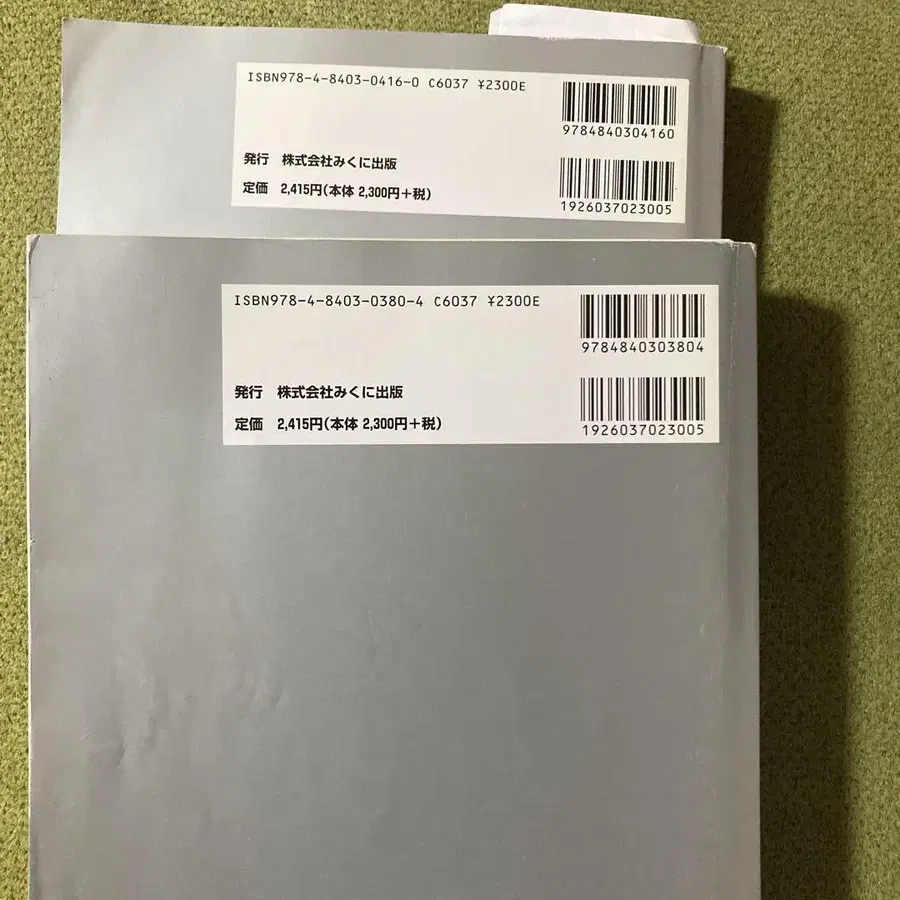 ISBN978-4-8403-0416-0 C6037 ¥2300E
9784840304160
発行 株式会社みくに出版
定価 2,415円(本体 2,300円+税)
1926037023005
ISBN978-4-8403-0380-4 C6037 ¥2300E
9784840303804
発行 株式会社みくに出版
定価 2,415円(本体 2,300円+税)
1926037023005